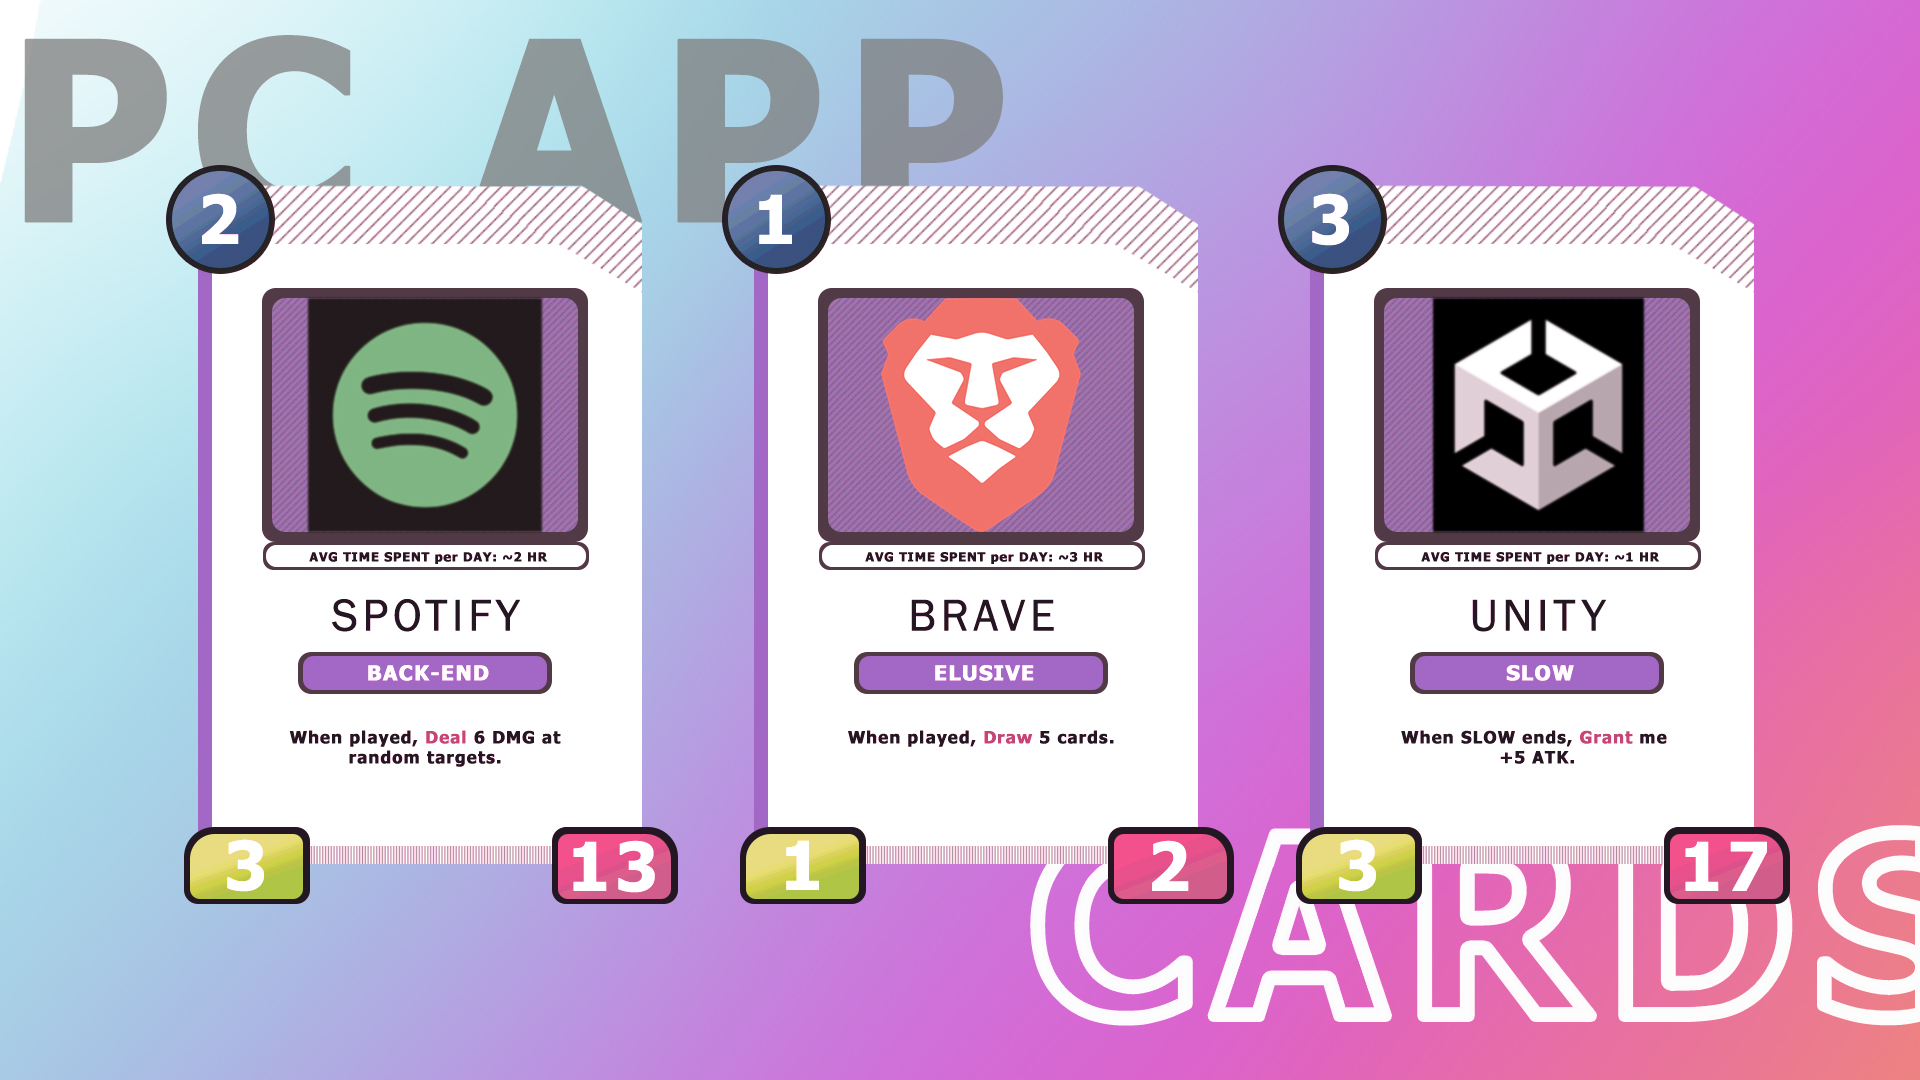 PC APP
2
AVG TIME SPENT per DAY: ~2 HR
SPOTIFY
BACK-END
When played, Deal 6 DMG at
random targets.
3
13
1
AVG TIME SPENT per DAY: ~3 HR
BRAVE
ELUSIVE
When played, Draw 5 cards.
1
2
3
AVG TIME SPENT per DAY: ~1 HR
UNITY
SLOW
When SLOW ends, Grant me
+5 ATK.
3
17
CARDS